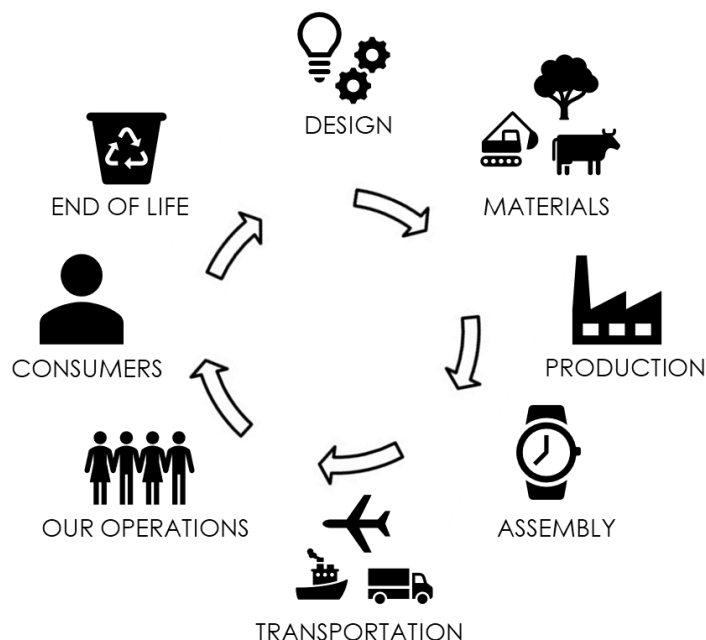 DESIGN
MATERIALS
PRODUCTION
ASSEMBLY
TRANSPORTATION
OUR OPERATIONS
CONSUMERS
END OF LIFE